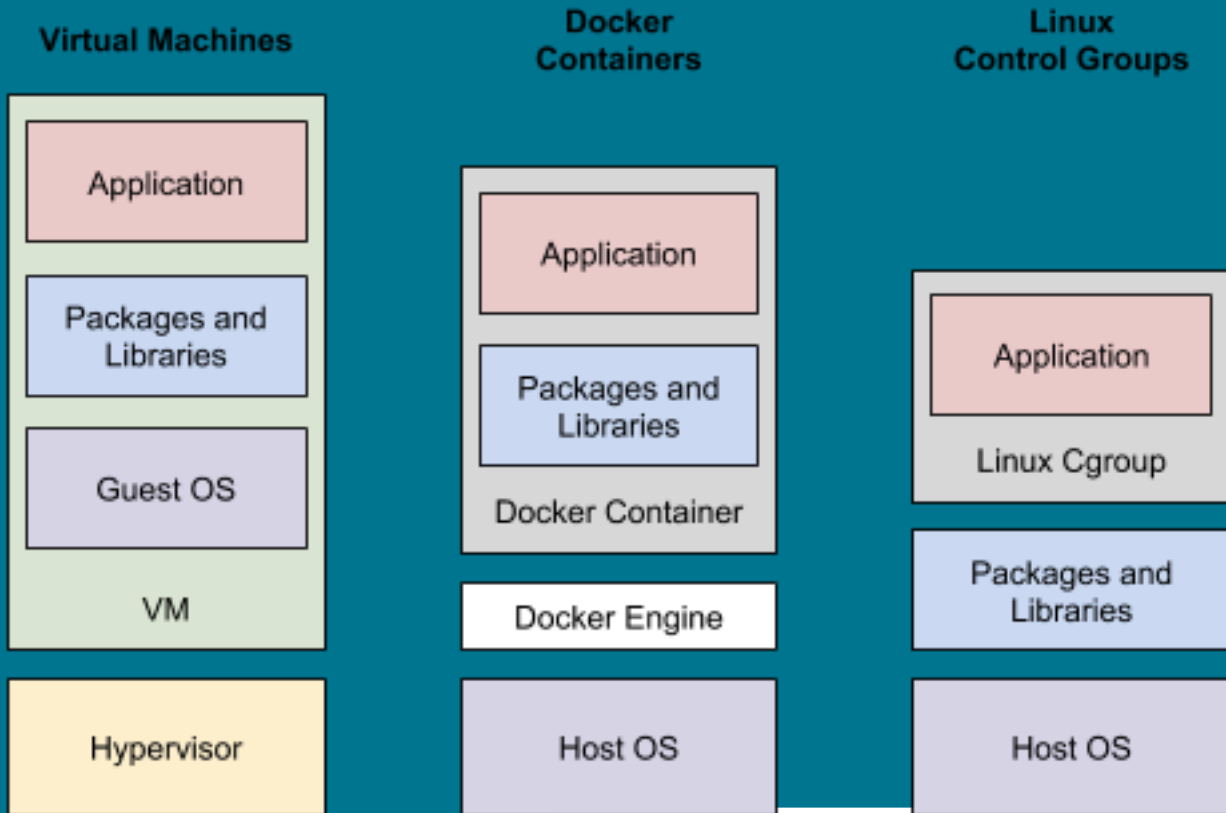 Virtual Machines
Application
Packages and
Libraries
Guest OS
VM
Hypervisor
Docker
Containers
Application
Packages and
Libraries
Docker Container
Docker Engine
Host OS
Linux
Control Groups
Application
Linux Cgroup
Packages and
Libraries
Host OS